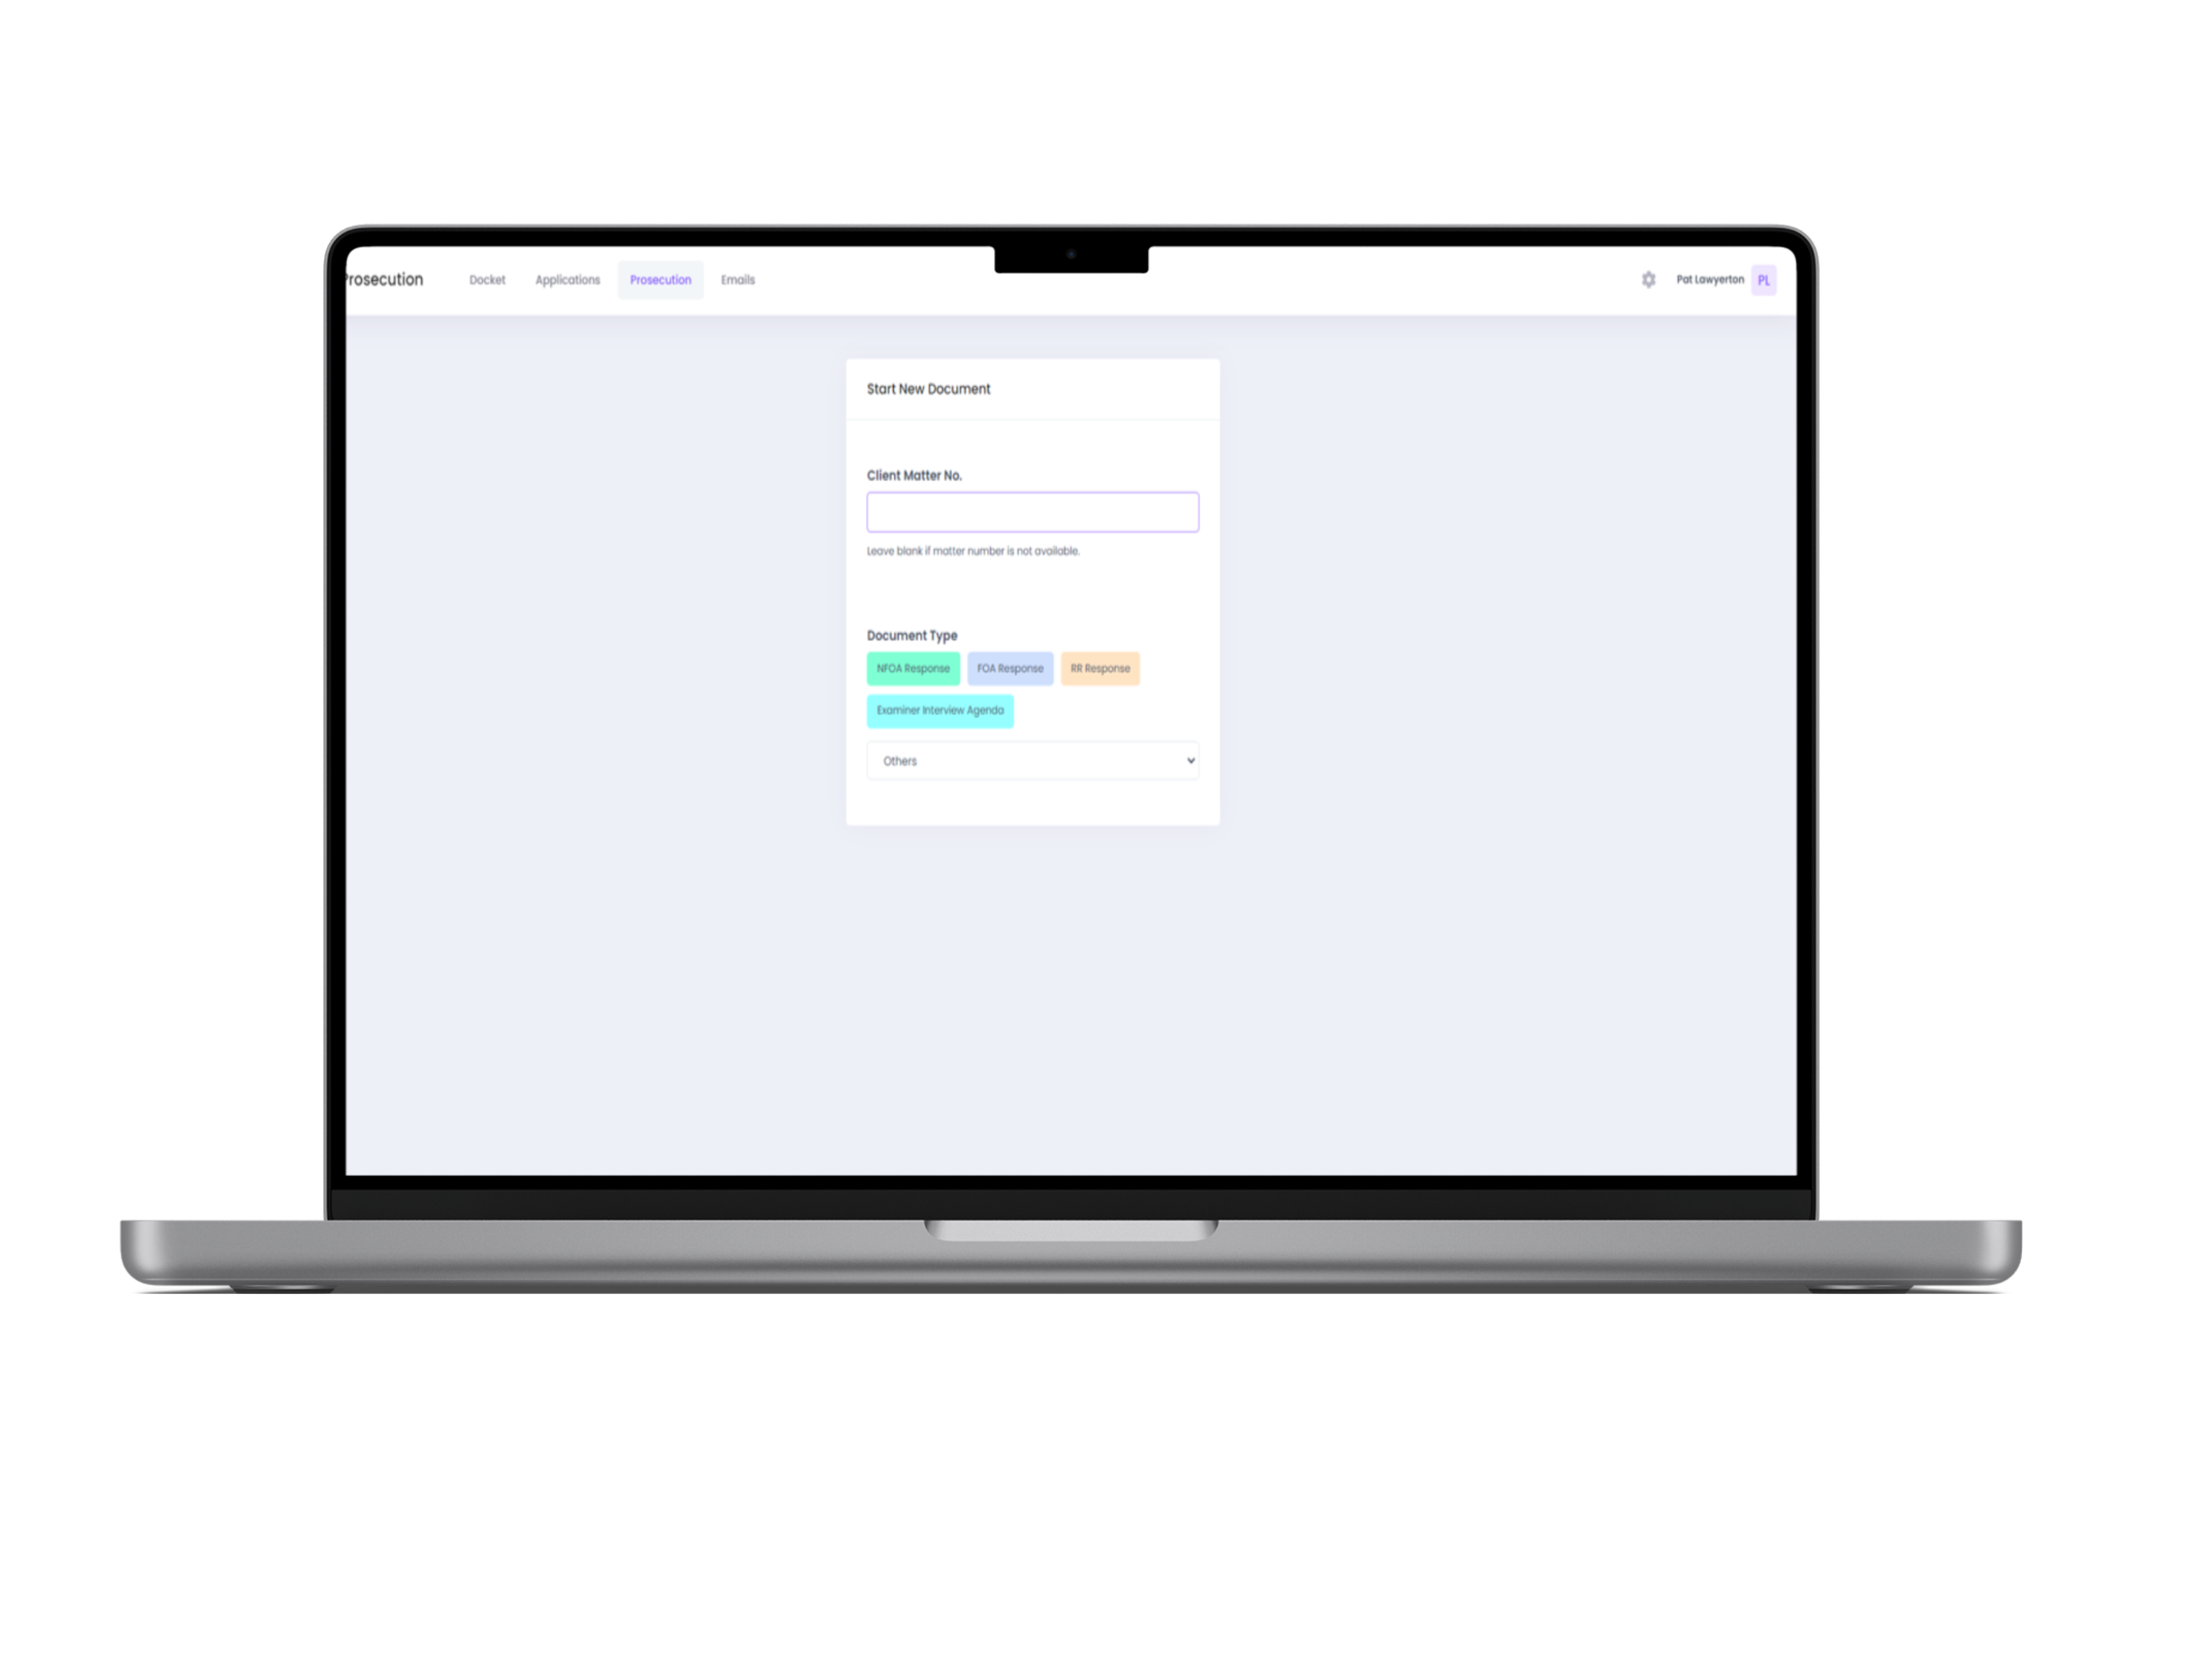 Prosecution Docket Applications Prosecution Emails Pat Lawyerton PL
Start New Document
Client Matter No.
Leave blank if matter number is not available.
Document Type
NFOA Response FOA Response RR Response
Examiner Interview Agenda
Others